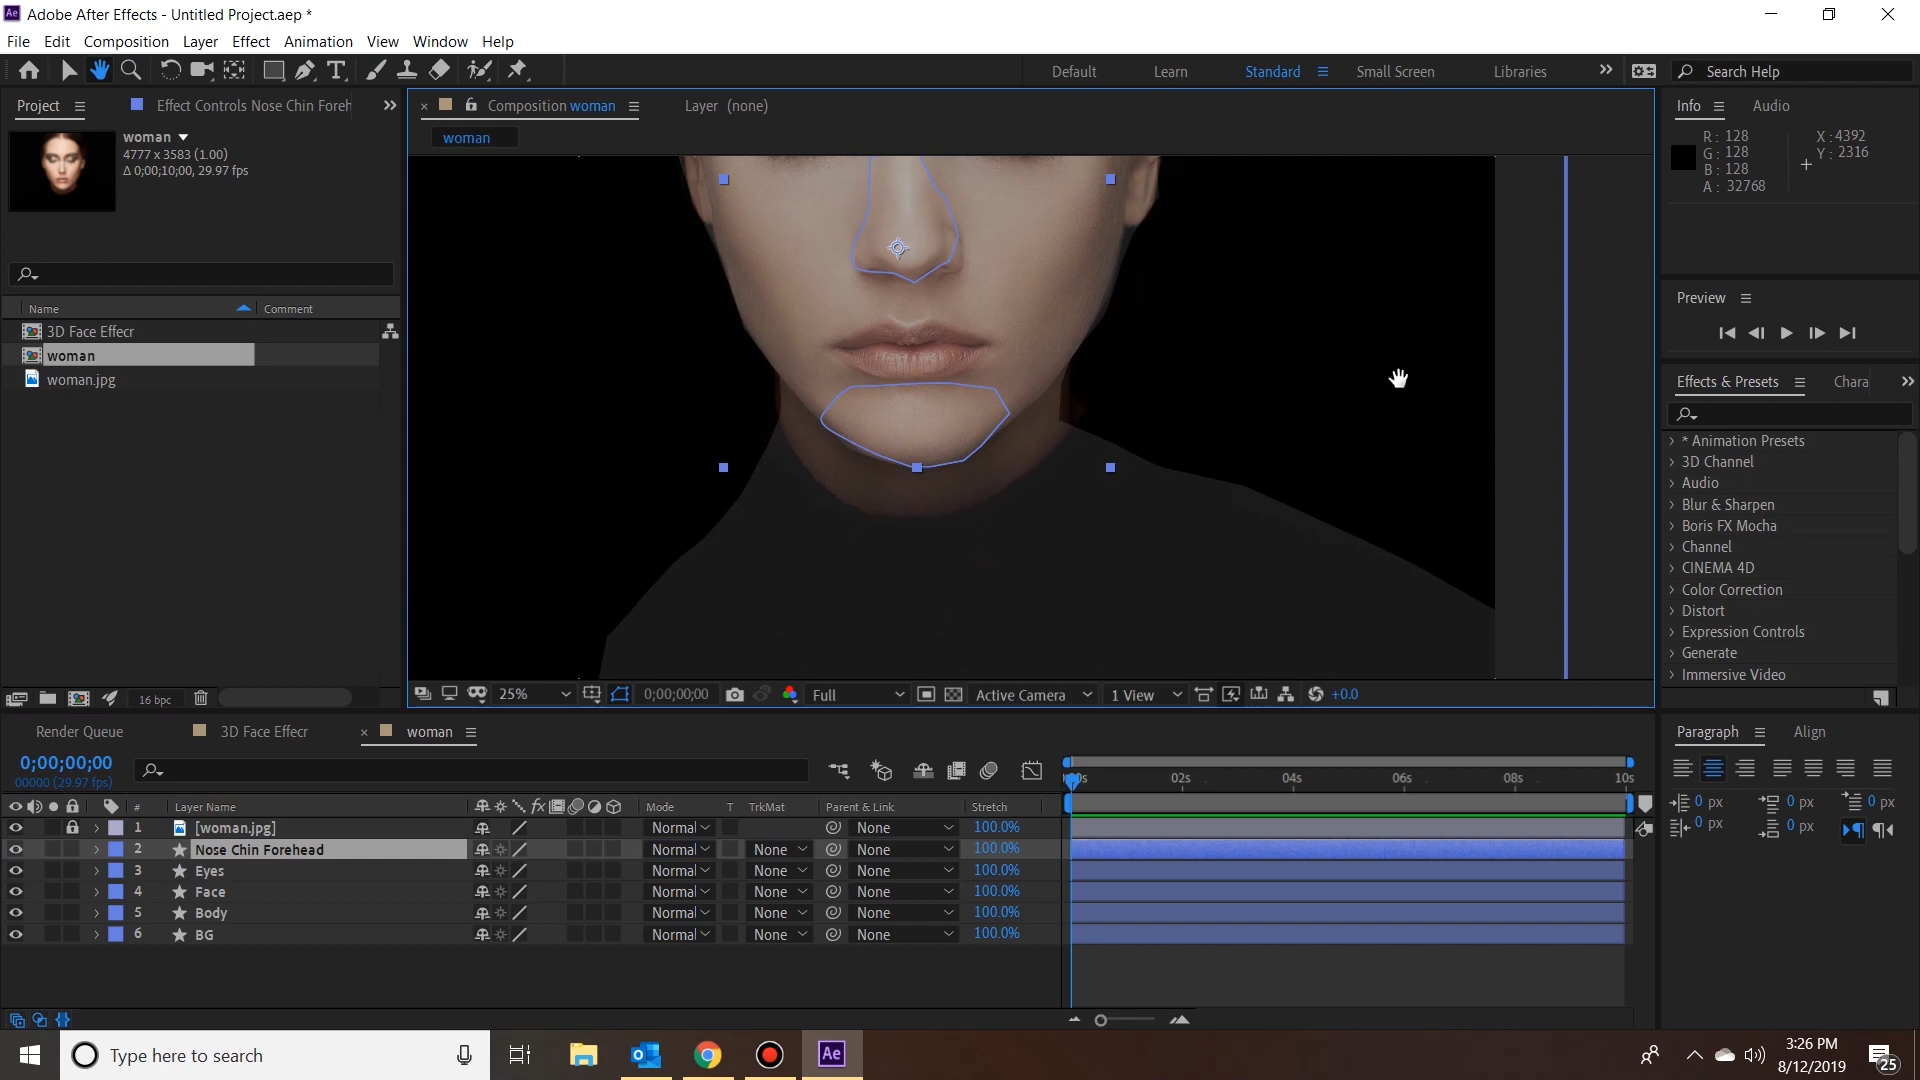 Adobe After Effects - Untitled Project.aep *
File Edit Composition Layer Effect Animation View Window Help
Default Learn Standard Small Screen Libraries Search Help
Project Effect Controls Nose Chin Foreh
Composition woman Layer (none)
Info Audio
woman
woman
4777 x 3583 (1.00)
Δ 0;00;10;00, 29.97 fps
R: 128
G: 128
B: 128
A: 32768
X: 4392
Y: 2316
Name Comment
3D Face Effecr
woman
woman.jpg
Preview
Effects & Presets Chara
* Animation Presets
3D Channel
Audio
Blur & Sharpen
Boris FX Mocha
Channel
CINEMA 4D
Color Correction
Distort
Expression Controls
Generate
Immersive Video
16 bpc
25% 0;00;00;00 Full Active Camera 1 View +0.0
Render Queue 3D Face Effecr woman
Paragraph Align
0;00;00;00
00000 (29.97 fps)
02s 04s 06s 08s 10s
# Layer Name Mode T TrkMat Parent & Link Stretch
1 [woman.jpg] Normal None 100.0%
2 Nose Chin Forehead Normal None None 100.0%
3 Eyes Normal None None 100.0%
4 Face Normal None None 100.0%
5 Body Normal None None 100.0%
6 BG Normal None None 100.0%
0 px 0 px 0 px
0 px 0 px
Type here to search
Ae
3:26 PM
8/12/2019
25